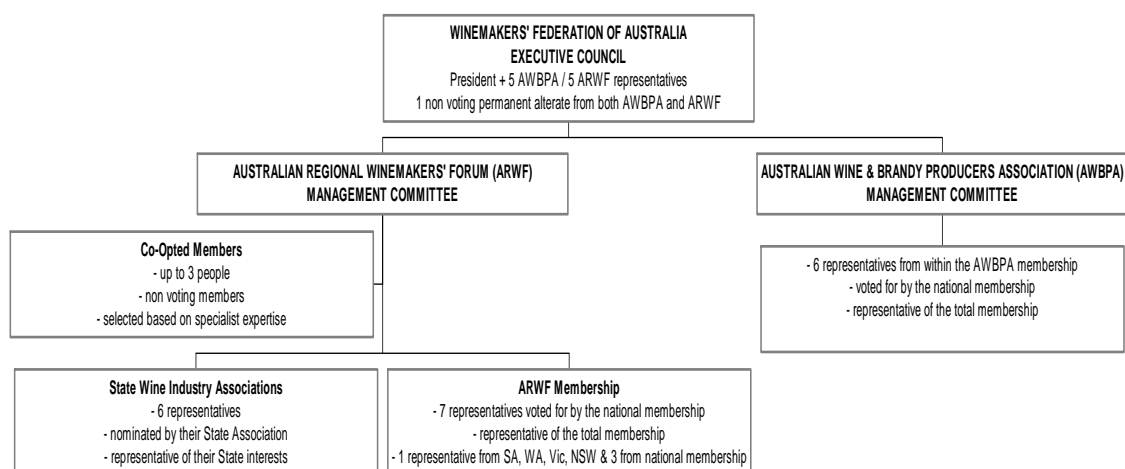 WINEMAKERS' FEDERATION OF AUSTRALIA
EXECUTIVE COUNCIL
President + 5 AWBPA / 5 ARWF representatives
1 non voting permanent alterate from both AWBPA and ARWF
AUSTRALIAN REGIONAL WINEMAKERS' FORUM (ARWF)
MANAGEMENT COMMITTEE
AUSTRALIAN WINE & BRANDY PRODUCERS ASSOCIATION (AWBPA)
MANAGEMENT COMMITTEE
Co-Opted Members
- up to 3 people
- non voting members
- selected based on specialist expertise
- 6 representatives from within the AWBPA membership
- voted for by the national membership
- representative of the total membership
State Wine Industry Associations
- 6 representatives
- nominated by their State Association
- representative of their State interests
ARWF Membership
- 7 representatives voted for by the national membership
- representative of the total membership
- 1 representative from SA, WA, Vic, NSW & 3 from national membership